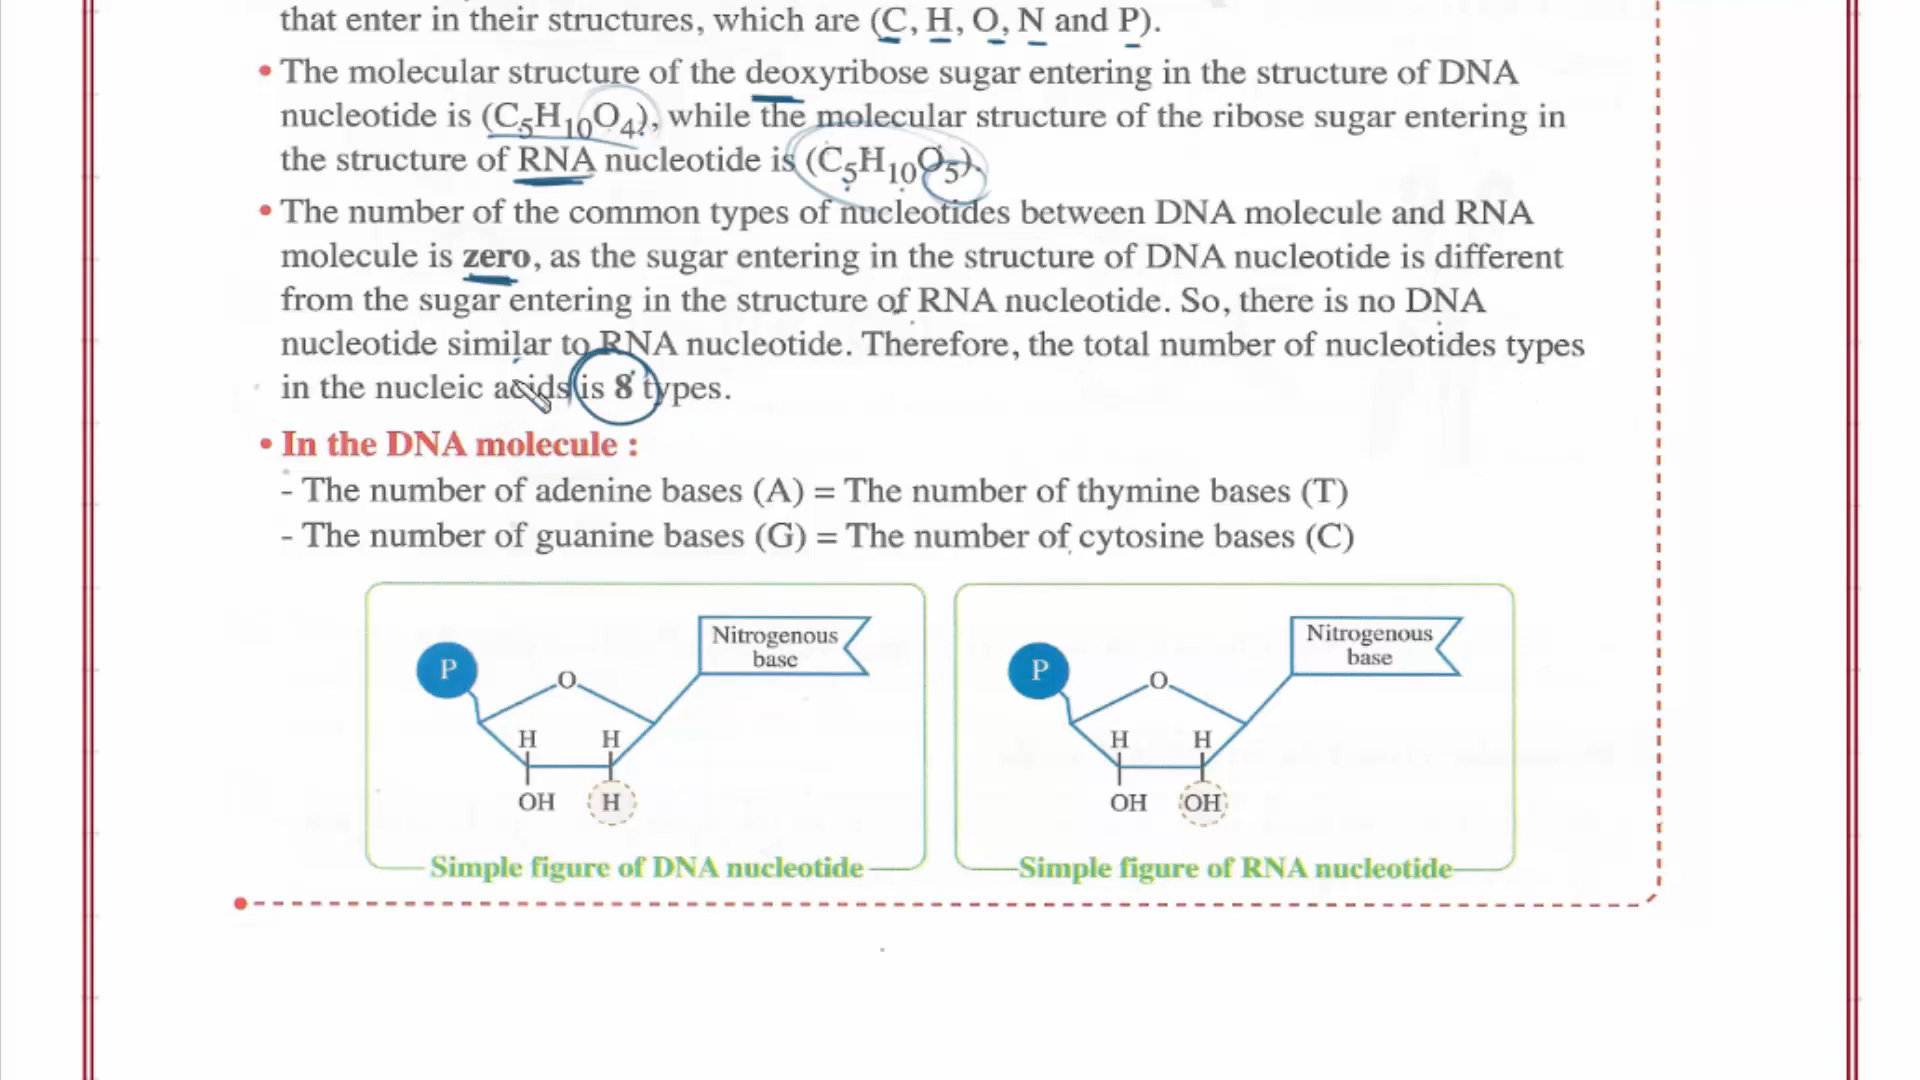 that enter in their structures, which are (C, H, O, N and P).
• The molecular structure of the deoxyribose sugar entering in the structure of DNA
nucleotide is (C₅H₁₀O₄), while the molecular structure of the ribose sugar entering in
the structure of RNA nucleotide is (C₅H₁₀O₅).
• The number of the common types of nucleotides between DNA molecule and RNA
molecule is zero, as the sugar entering in the structure of DNA nucleotide is different
from the sugar entering in the structure of RNA nucleotide. So, there is no DNA
nucleotide similar to RNA nucleotide. Therefore, the total number of nucleotides types
in the nucleic acids is 8 types.
• In the DNA molecule :
- The number of adenine bases (A) = The number of thymine bases (T)
- The number of guanine bases (G) = The number of cytosine bases (C)
Nitrogenous
base
P
O
H H
OH H
Simple figure of DNA nucleotide
Nitrogenous
base
P
O
H H
OH OH
Simple figure of RNA nucleotide